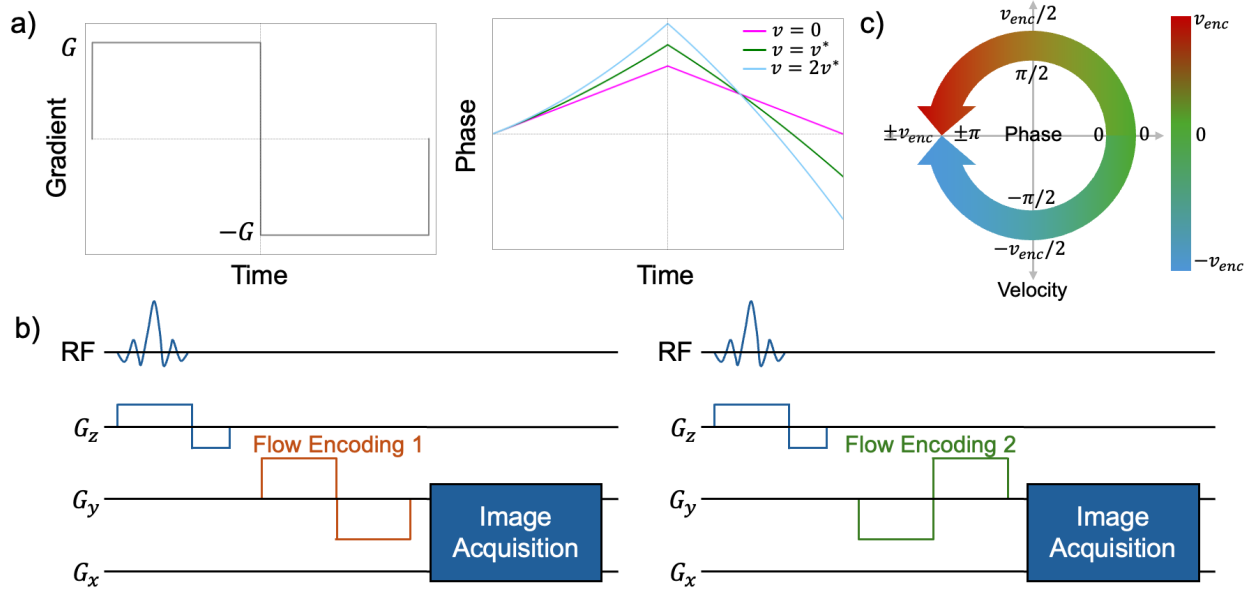 a)
G
−G
Gradient
Time
Phase
v = 0
v = v*
v = 2v*
Time
c)
v_enc/2
π/2
±v_enc
±π
Phase
0
0
−π/2
−v_enc/2
Velocity
v_enc
0
−v_enc
b)
RF
G_z
Flow Encoding 1
G_y
Image
Acquisition
G_x
RF
G_z
Flow Encoding 2
G_y
Image
Acquisition
G_x